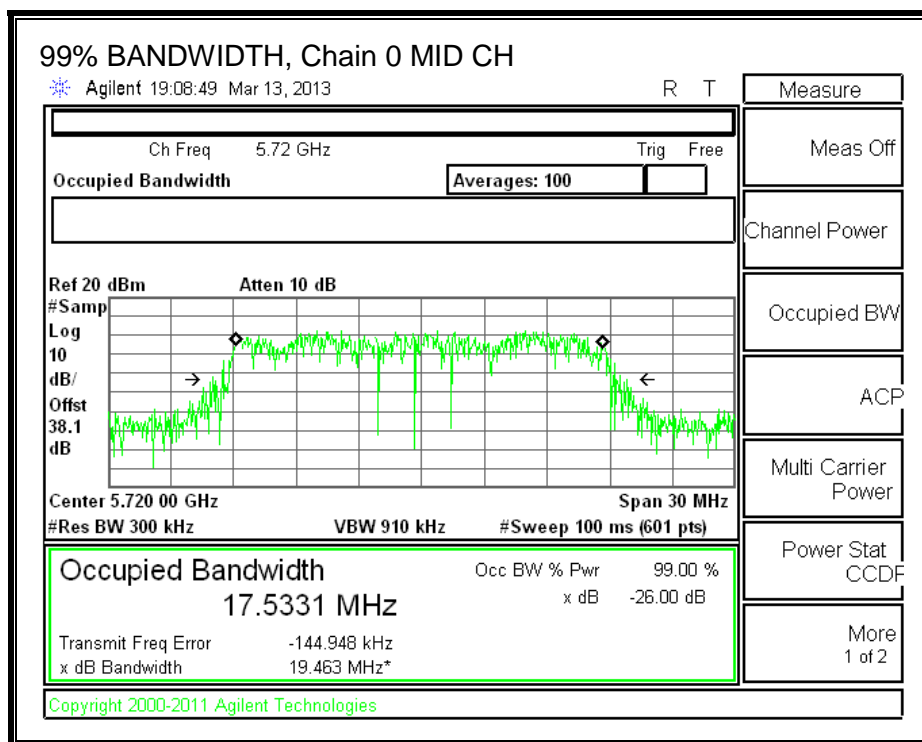 99% BANDWIDTH, Chain 0 MID CH
Agilent 19:08:49 Mar 13, 2013 R T
Measure
Ch Freq 5.72 GHz Trig Free
Occupied Bandwidth Averages: 100
Meas Off
Channel Power
Occupied BW
ACP
Multi Carrier
Power
Power Stat
CCDF
More
1 of 2
Ref 20 dBm Atten 10 dB
#Samp
Log
10
dB/
Offst
38.1
dB
Center 5.720 00 GHz Span 30 MHz
#Res BW 300 kHz VBW 910 kHz #Sweep 100 ms (601 pts)
Occupied Bandwidth Occ BW % Pwr 99.00 %
17.5331 MHz x dB -26.00 dB
Transmit Freq Error -144.948 kHz
x dB Bandwidth 19.463 MHz*
Copyright 2000-2011 Agilent Technologies